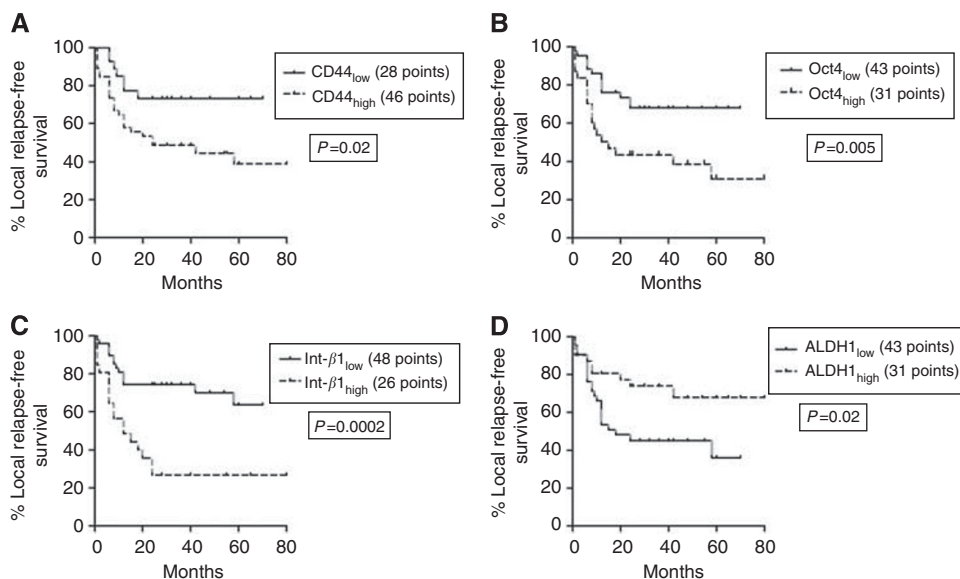 A
% Local relapse-free
survival
100
80
60
40
20
0
0 20 40 60 80
Months
CD44low (28 points)
CD44high (46 points)
P=0.02
B
% Local relapse-free
survival
100
80
60
40
20
0
0 20 40 60 80
Months
Oct4low (43 points)
Oct4high (31 points)
P=0.005
C
% Local relapse-free
survival
100
80
60
40
20
0
0 20 40 60 80
Months
Int-β1low (48 points)
Int-β1high (26 points)
P=0.0002
D
% Local relapse-free
survival
100
80
60
40
20
0
0 20 40 60 80
Months
ALDH1low (43 points)
ALDH1high (31 points)
P=0.02